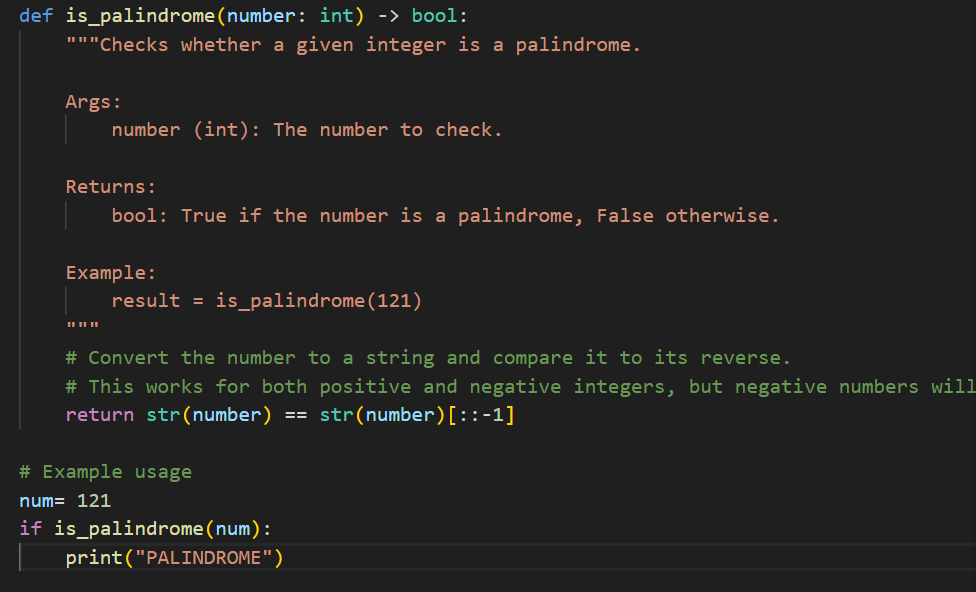 def is_palindrome(number: int) -> bool:
    """Checks whether a given integer is a palindrome.

    Args:
        number (int): The number to check.

    Returns:
        bool: True if the number is a palindrome, False otherwise.

    Example:
        result = is_palindrome(121)
    """
    # Convert the number to a string and compare it to its reverse.
    # This works for both positive and negative integers, but negative numbers will
    return str(number) == str(number)[::-1]

# Example usage
num= 121
if is_palindrome(num):
    print("PALINDROME")